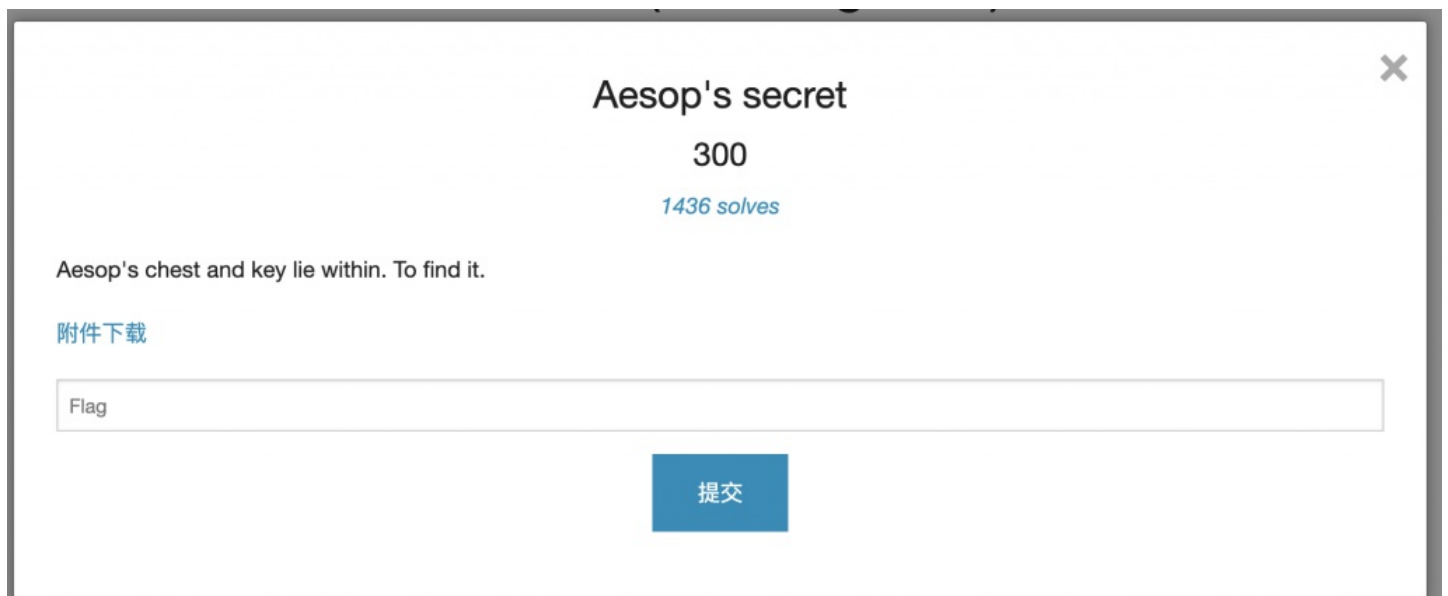 Aesop's secret
300
1436 solves
Aesop's chest and key lie within. To find it.
附件下载
Flag
提交